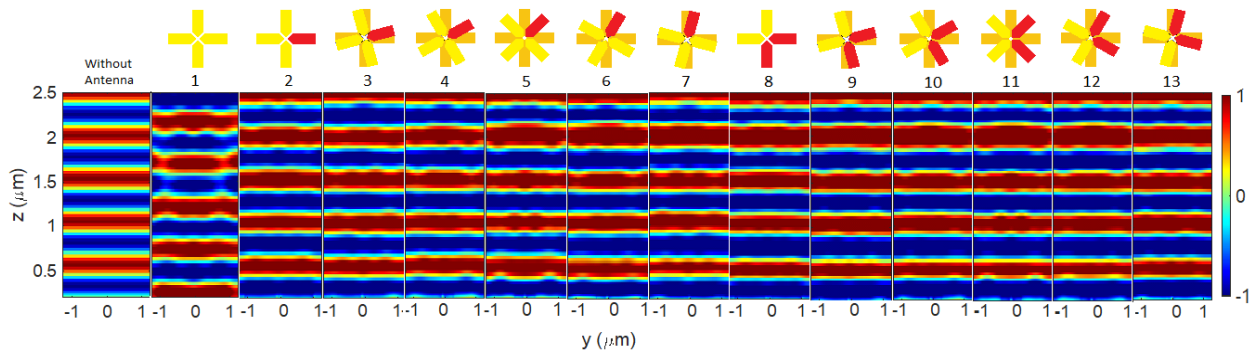 Without
Antenna 1 2 3 4 5 6 7 8 9 10 11 12 13
2.5 1
2
1.5
z (μm) 0
1
0.5
-1
-1 0 1 -1 0 1 -1 0 1 -1 0 1 -1 0 1 -1 0 1 -1 0 1 -1 0 1 -1 0 1 -1 0 1 -1 0 1 -1 0 1 -1 0 1 -1 0 1
y (μm)